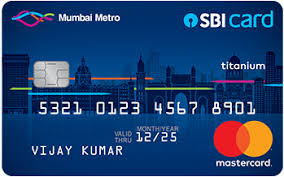 Mumbai Metro
SBI card
titanium
5321 0123 4567 8901
VALID THRU MONTH/YEAR 12/25
VIJAY KUMAR
mastercard.